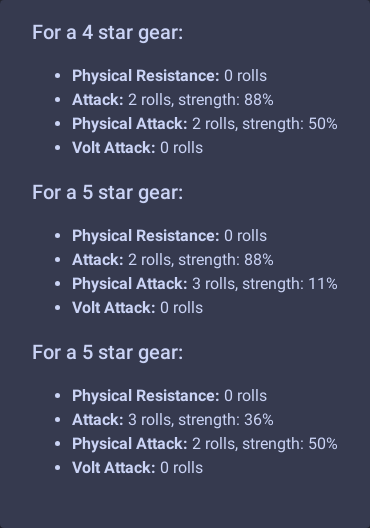 For a 4 star gear:
• Physical Resistance: 0 rolls
• Attack: 2 rolls, strength: 88%
• Physical Attack: 2 rolls, strength: 50%
• Volt Attack: 0 rolls
For a 5 star gear:
• Physical Resistance: 0 rolls
• Attack: 2 rolls, strength: 88%
• Physical Attack: 3 rolls, strength: 11%
• Volt Attack: 0 rolls
For a 5 star gear:
• Physical Resistance: 0 rolls
• Attack: 3 rolls, strength: 36%
• Physical Attack: 2 rolls, strength: 50%
• Volt Attack: 0 rolls